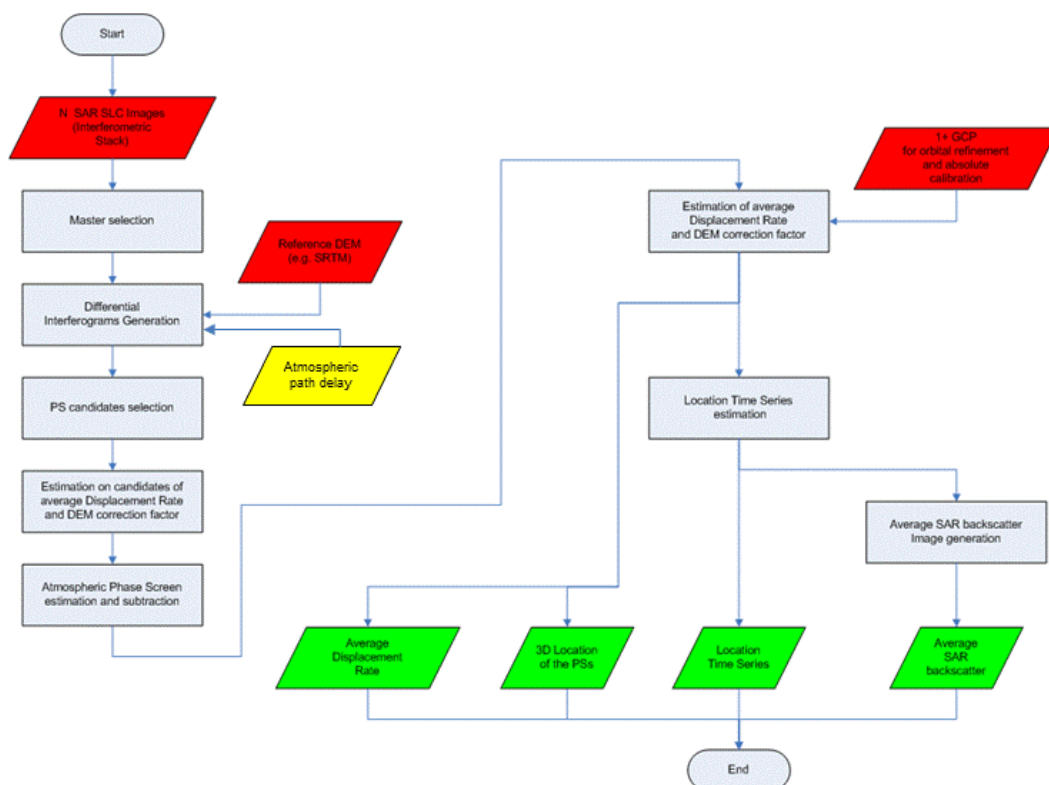 Start
N SAR SLC Images
(Interferometric
Stack)
Master selection
Reference DEM
(e.g. SRTM)
Differential
Interferograms Generation
Atmospheric
path delay
PS candidates selection
Estimation on candidates of
average Displacement Rate
and DEM correction factor
Atmospheric Phase Screen
estimation and subtraction
1+ GCP
for orbital refinement
and absolute
calibration
Estimation of average
Displacement Rate
and DEM correction factor
Location Time Series
estimation
Average SAR backscatter
Image generation
Average
Displacement
Rate
3D Location
of the PSs
Location
Time Series
Average
SAR
backscatter
End